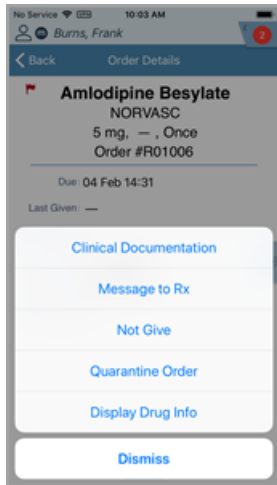 No Service 10:03 AM
Burns, Frank
2
Back Order Details
Amlodipine Besylate
NORVASC
5 mg, — , Once
Order #R01006
Due: 04 Feb 14:31
Last Given: —
Clinical Documentation
Message to Rx
Not Give
Quarantine Order
Display Drug Info
Dismiss